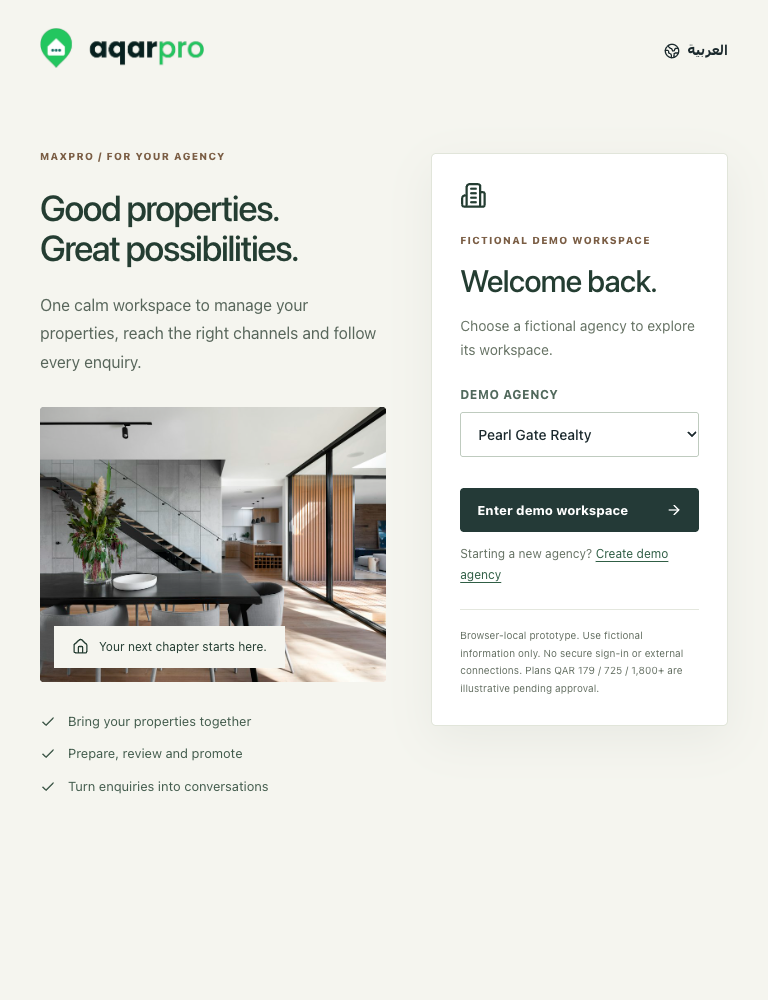 aqarpro
العربية
MAXPRO / FOR YOUR AGENCY
Good properties.
Great possibilities.
One calm workspace to manage your
properties, reach the right channels and follow
every enquiry.
Your next chapter starts here.
Bring your properties together
Prepare, review and promote
Turn enquiries into conversations
FICTIONAL DEMO WORKSPACE
Welcome back.
Choose a fictional agency to explore
its workspace.
DEMO AGENCY
Pearl Gate Realty
Enter demo workspace
Starting a new agency? Create demo
agency
Browser-local prototype. Use fictional
information only. No secure sign-in or external
connections. Plans QAR 179 / 725 / 1,800+ are
illustrative pending approval.